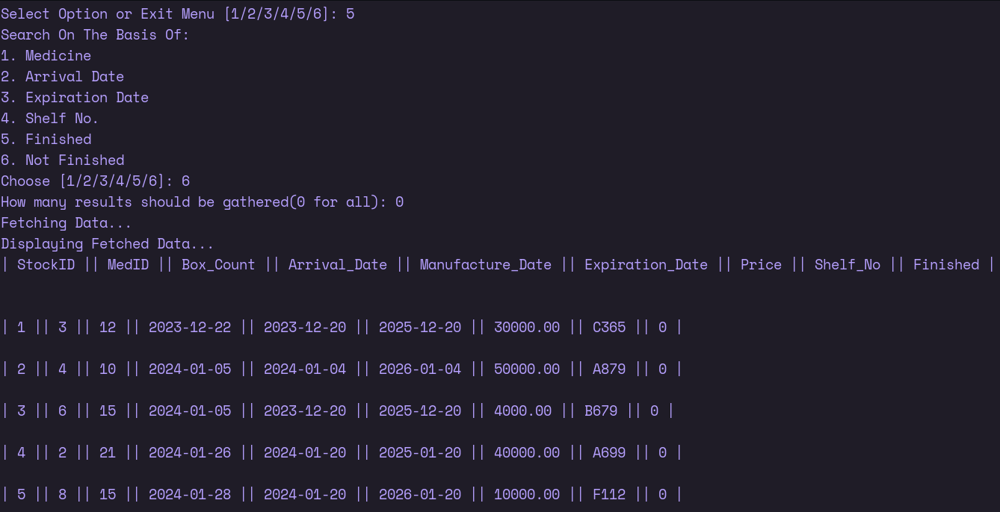 Select Option or Exit Menu [1/2/3/4/5/6]: 5
Search On The Basis Of:
1. Medicine
2. Arrival Date
3. Expiration Date
4. Shelf No.
5. Finished
6. Not Finished
Choose [1/2/3/4/5/6]: 6
How many results should be gathered(0 for all): 0
Fetching Data...
Displaying Fetched Data...
| StockID || MedID || Box_Count || Arrival_Date || Manufacture_Date || Expiration_Date || Price || Shelf_No || Finished |
| 1 || 3 || 12 || 2023-12-22 || 2023-12-20 || 2025-12-20 || 30000.00 || C365 || 0 |
| 2 || 4 || 10 || 2024-01-05 || 2024-01-04 || 2026-01-04 || 50000.00 || A879 || 0 |
| 3 || 6 || 15 || 2024-01-05 || 2023-12-20 || 2025-12-20 || 4000.00 || B679 || 0 |
| 4 || 2 || 21 || 2024-01-26 || 2024-01-20 || 2025-01-20 || 40000.00 || A699 || 0 |
| 5 || 8 || 15 || 2024-01-28 || 2024-01-20 || 2026-01-20 || 10000.00 || F112 || 0 |